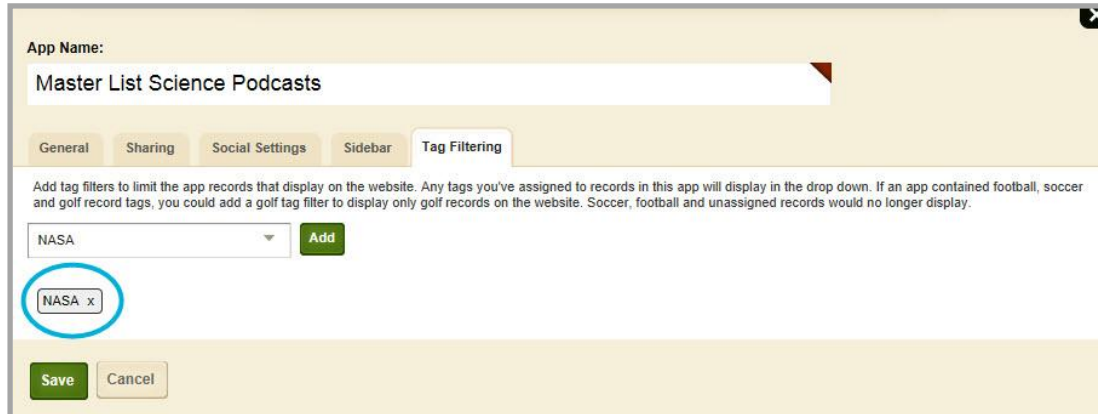 App Name:
Master List Science Podcasts
General Sharing Social Settings Sidebar Tag Filtering
Add tag filters to limit the app records that display on the website. Any tags you've assigned to records in this app will display in the drop down. If an app contained football, soccer
and golf record tags, you could add a golf tag filter to display only golf records on the website. Soccer, football and unassigned records would no longer display.
NASA Add
NASA x
Save Cancel